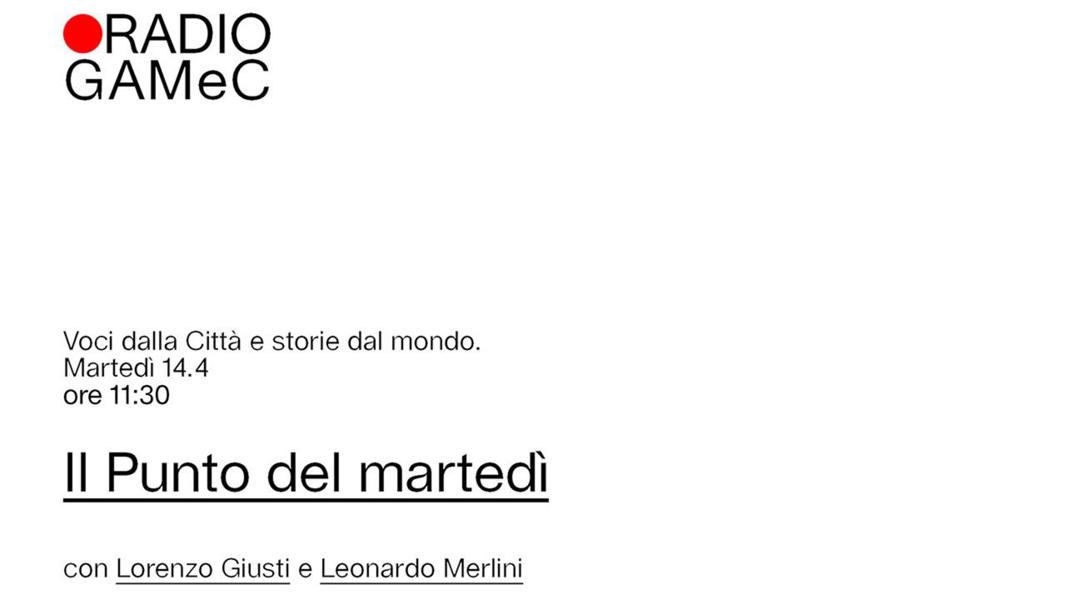 RADIO
GAMeC
Voci dalla Città e storie dal mondo.
Martedì 14.4
ore 11:30
Il Punto del martedì
con Lorenzo Giusti e Leonardo Merlini